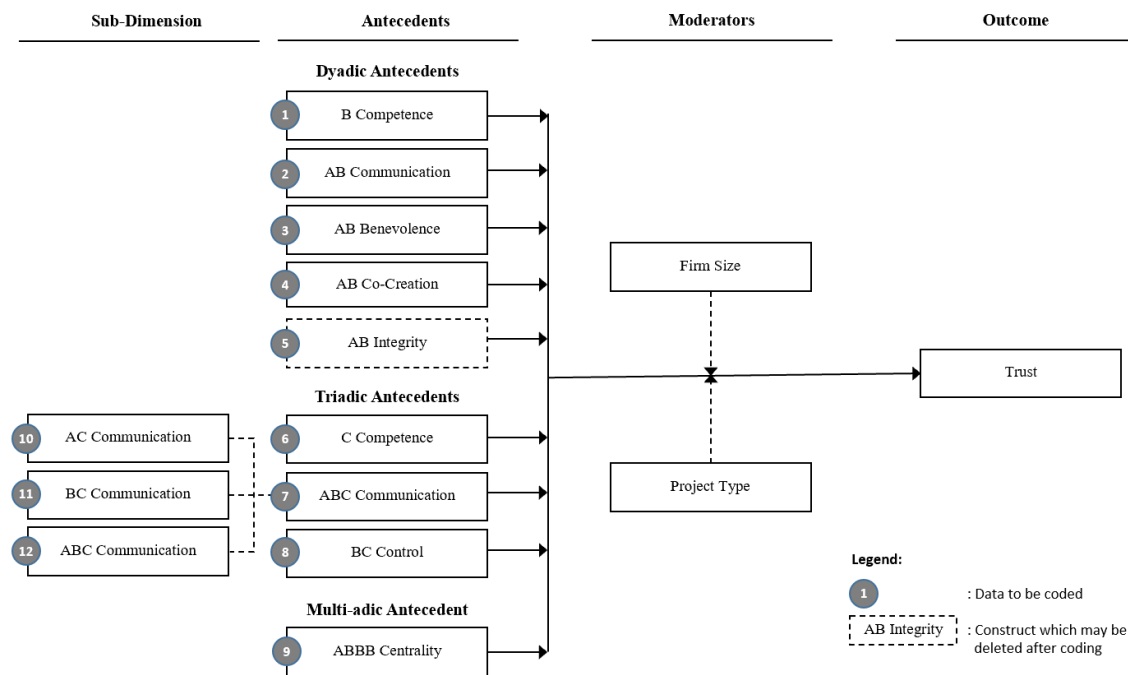 Sub-Dimension
Antecedents
Moderators
Outcome
Dyadic Antecedents
1 B Competence
2 AB Communication
3 AB Benevolence
4 AB Co-Creation
5 AB Integrity
Firm Size
Trust
Triadic Antecedents
10 AC Communication
6 C Competence
11 BC Communication
7 ABC Communication
Project Type
12 ABC Communication
8 BC Control
Multi-adic Antecedent
9 ABBB Centrality
Legend:
1 : Data to be coded
AB Integrity : Construct which may be
deleted after coding